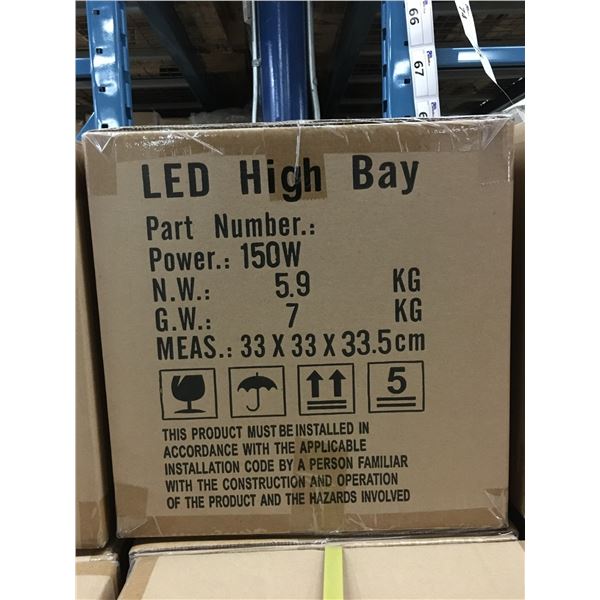 66
67
LED High Bay
Part Number.:
Power.: 150W
N.W.: 5.9 KG
G.W.: 7 KG
MEAS.: 33 X 33 X 33.5cm
5
THIS PRODUCT MUST BE INSTALLED IN
ACCORDANCE WITH THE APPLICABLE
INSTALLATION CODE BY A PERSON FAMILIAR
WITH THE CONSTRUCTION AND OPERATION
OF THE PRODUCT AND THE HAZARDS INVOLVED